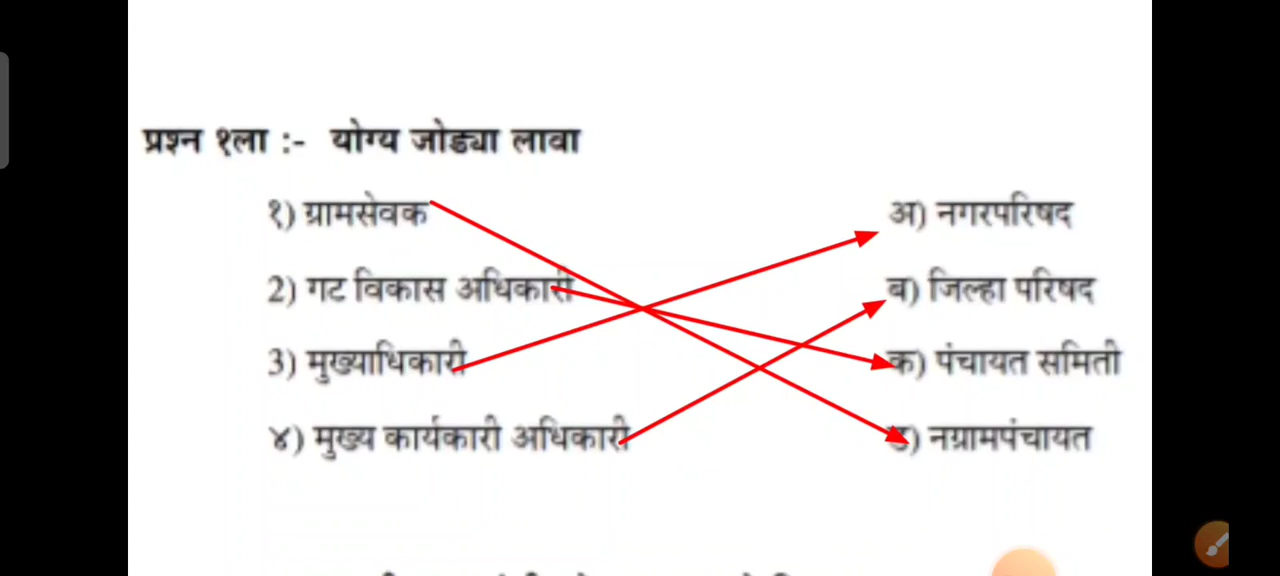 प्रश्न १ला :- योग्य जोड्या लावा
१) ग्रामसेवक अ) नगरपरिषद
2) गट विकास अधिकारी ब) जिल्हा परिषद
3) मुख्याधिकारी क) पंचायत समिती
४) मुख्य कार्यकारी अधिकारी ड) नग्रामपंचायत